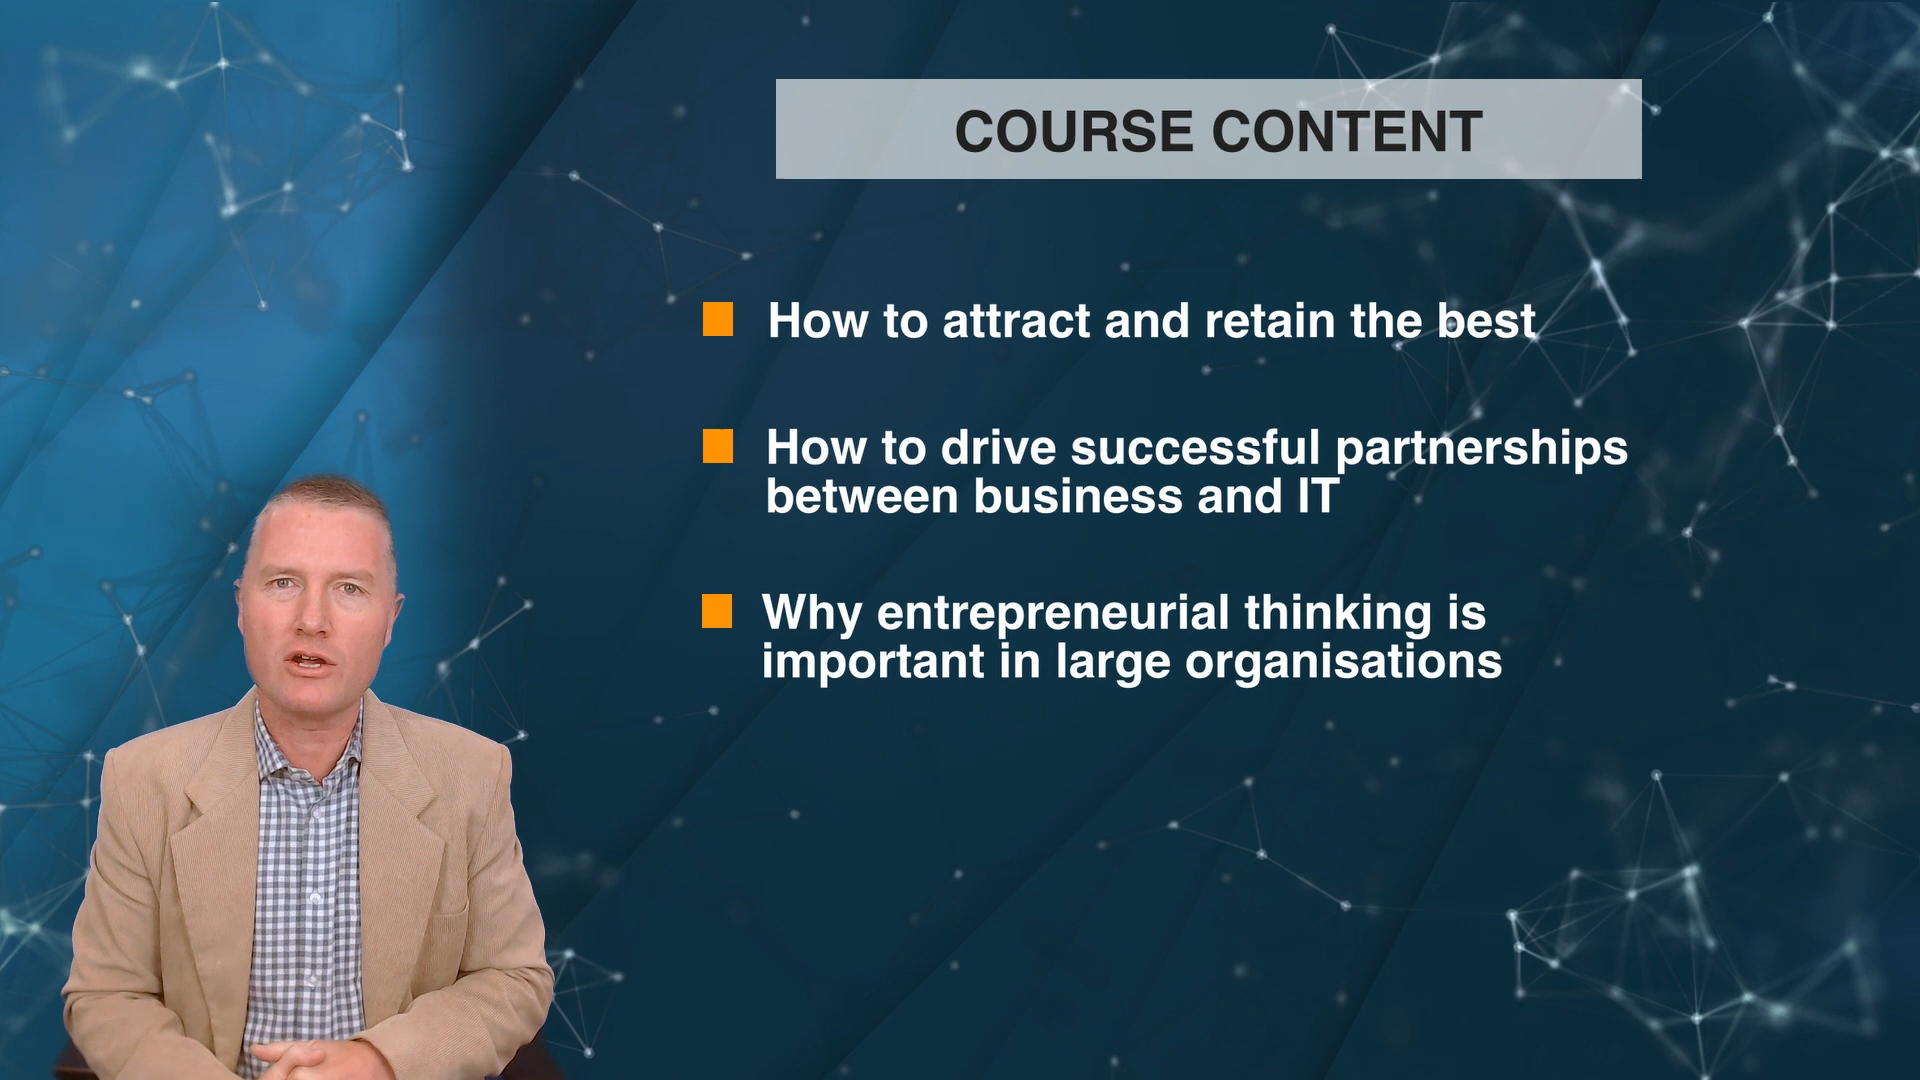 COURSE CONTENT
How to attract and retain the best
How to drive successful partnerships
between business and IT
Why entrepreneurial thinking is
important in large organisations